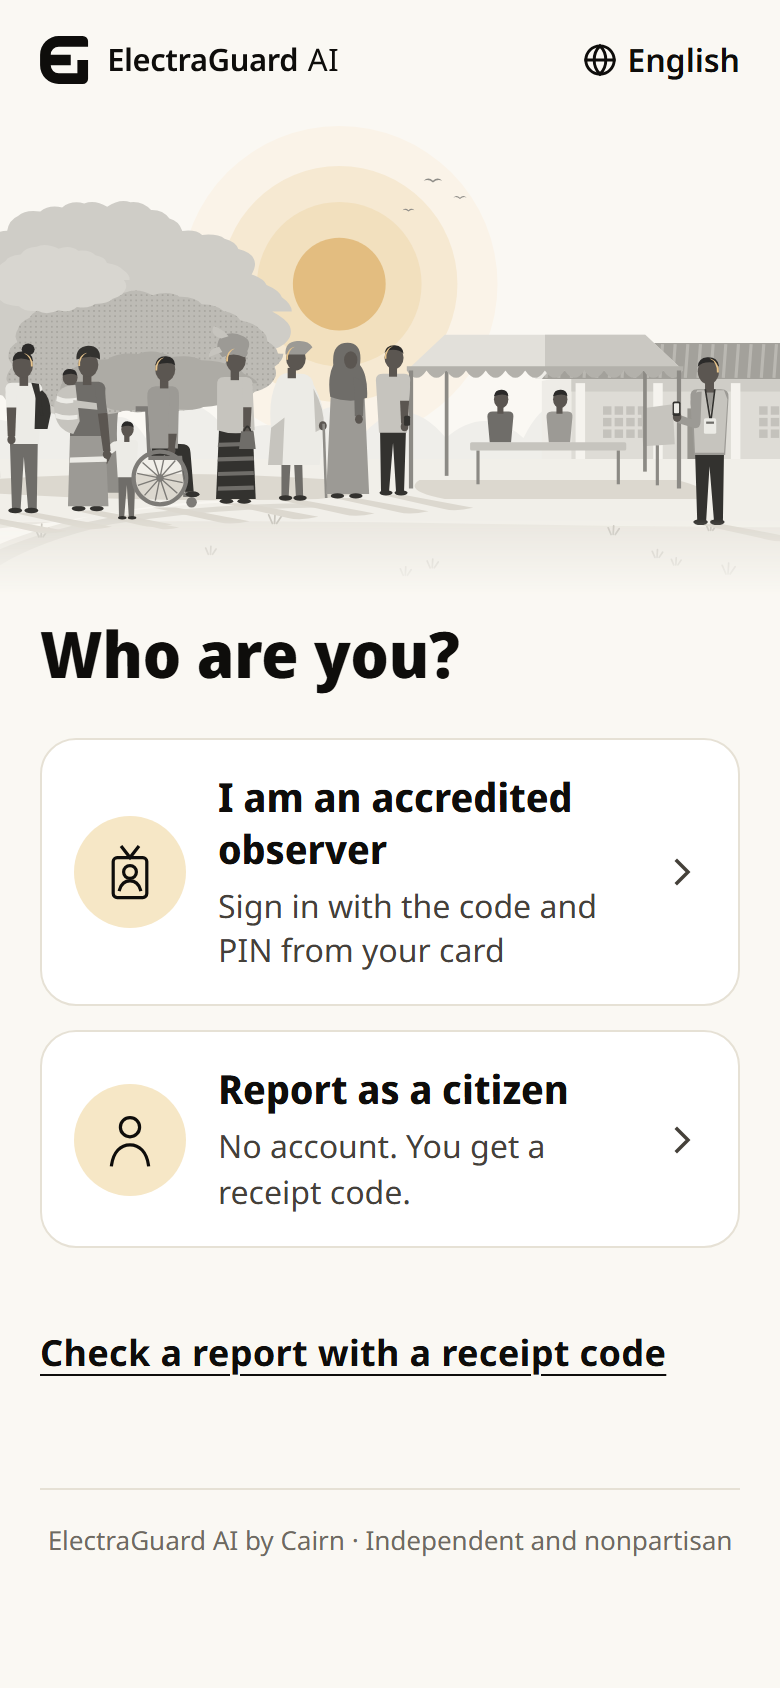 ElectraGuard AI
English
Who are you?
I am an accredited
observer
Sign in with the code and
PIN from your card
Report as a citizen
No account. You get a
receipt code.
Check a report with a receipt code
ElectraGuard AI by Cairn · Independent and nonpartisan